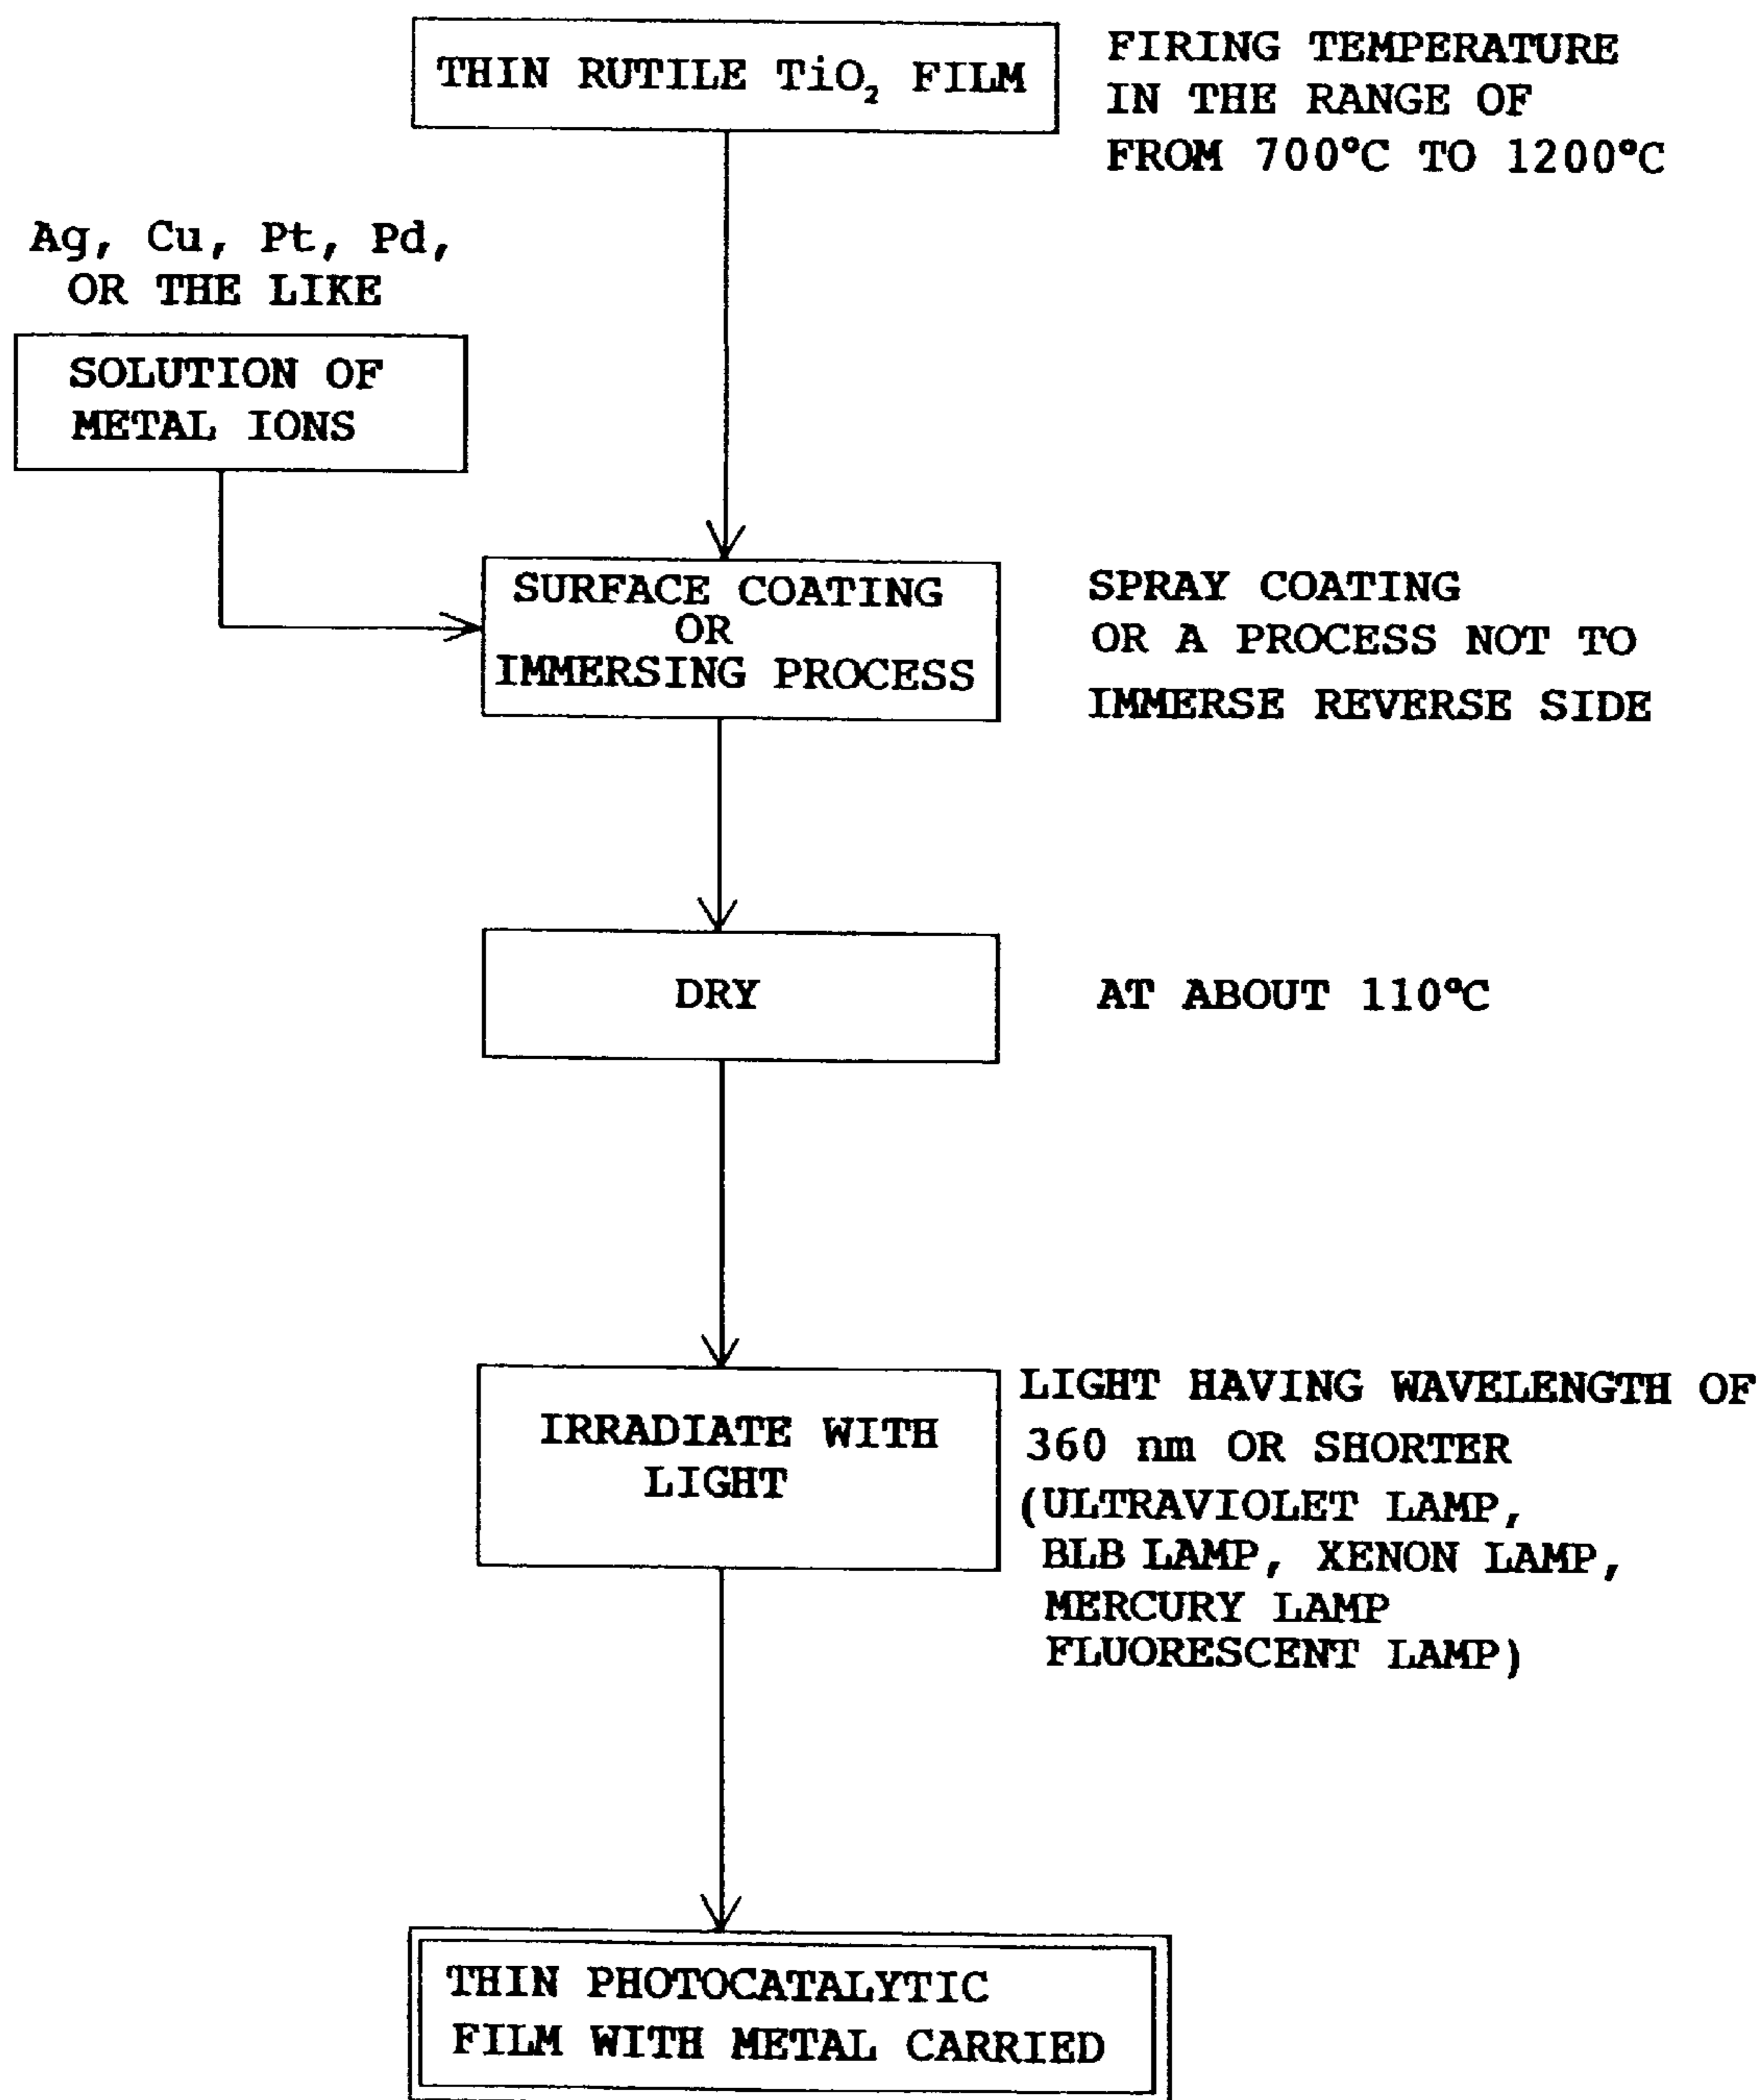 THIN RUTILE TiO₂ FILM
FIRING TEMPERATURE
IN THE RANGE OF
FROM 700°C TO 1200°C
Ag, Cu, Pt, Pd,
OR THE LIKE
SOLUTION OF
METAL IONS
SURFACE COATING
OR
IMMERSING PROCESS
SPRAY COATING
OR A PROCESS NOT TO
IMMERSE REVERSE SIDE
DRY
AT ABOUT 110°C
IRRADIATE WITH
LIGHT
LIGHT HAVING WAVELENGTH OF
360 nm OR SHORTER
(ULTRAVIOLET LAMP,
BLB LAMP, XENON LAMP,
MERCURY LAMP
FLUORESCENT LAMP)
THIN PHOTOCATALYTIC
FILM WITH METAL CARRIED